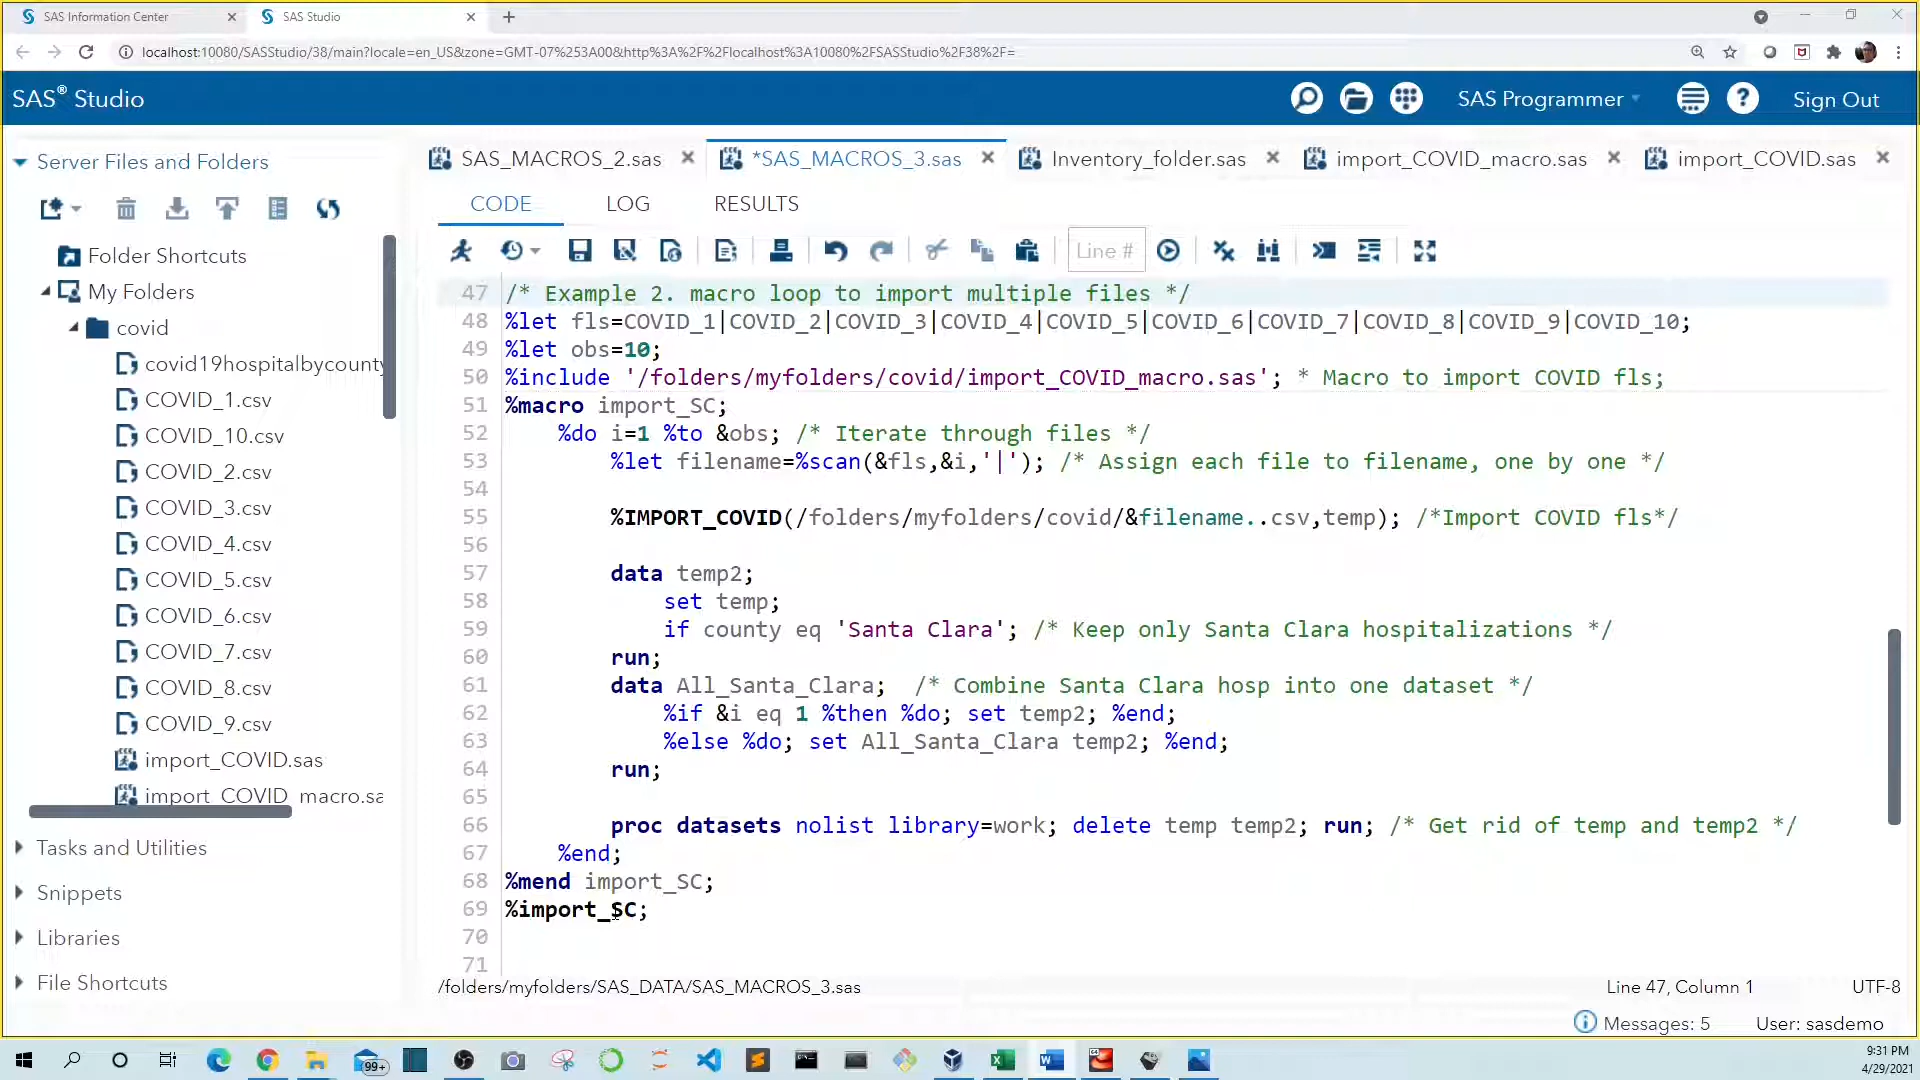 SAS Information Center
SAS Studio
localhost:10080/SASStudio/38/main?locale=en_US&zone=GMT-07%253A00&http%3A%2F%2Flocalhost%3A10080%2FSASStudio%2F38%2F=
SAS® Studio
SAS Programmer
Sign Out
Server Files and Folders
Folder Shortcuts
My Folders
covid
covid19hospitalbycounty
COVID_1.csv
COVID_10.csv
COVID_2.csv
COVID_3.csv
COVID_4.csv
COVID_5.csv
COVID_6.csv
COVID_7.csv
COVID_8.csv
COVID_9.csv
import_COVID.sas
import_COVID_macro.sa
Tasks and Utilities
Snippets
Libraries
File Shortcuts
SAS_MACROS_2.sas
*SAS_MACROS_3.sas
Inventory_folder.sas
import_COVID_macro.sas
import_COVID.sas
CODE LOG RESULTS
Line #
47 /* Example 2. macro loop to import multiple files */
48 %let fls=COVID_1|COVID_2|COVID_3|COVID_4|COVID_5|COVID_6|COVID_7|COVID_8|COVID_9|COVID_10;
49 %let obs=10;
50 %include '/folders/myfolders/covid/import_COVID_macro.sas'; * Macro to import COVID fls;
51 %macro import_SC;
52 %do i=1 %to &obs; /* Iterate through files */
53 %let filename=%scan(&fls,&i,'|'); /* Assign each file to filename, one by one */
54
55 %IMPORT_COVID(/folders/myfolders/covid/&filename..csv,temp); /*Import COVID fls*/
56
57 data temp2;
58 set temp;
59 if county eq 'Santa Clara'; /* Keep only Santa Clara hospitalizations */
60 run;
61 data All_Santa_Clara; /* Combine Santa Clara hosp into one dataset */
62 %if &i eq 1 %then %do; set temp2; %end;
63 %else %do; set All_Santa_Clara temp2; %end;
64 run;
65
66 proc datasets nolist library=work; delete temp temp2; run; /* Get rid of temp and temp2 */
67 %end;
68 %mend import_SC;
69 %import_SC;
70
71
/folders/myfolders/SAS_DATA/SAS_MACROS_3.sas
Line 47, Column 1
UTF-8
Messages: 5
User: sasdemo
99+
9:31 PM
4/29/2021